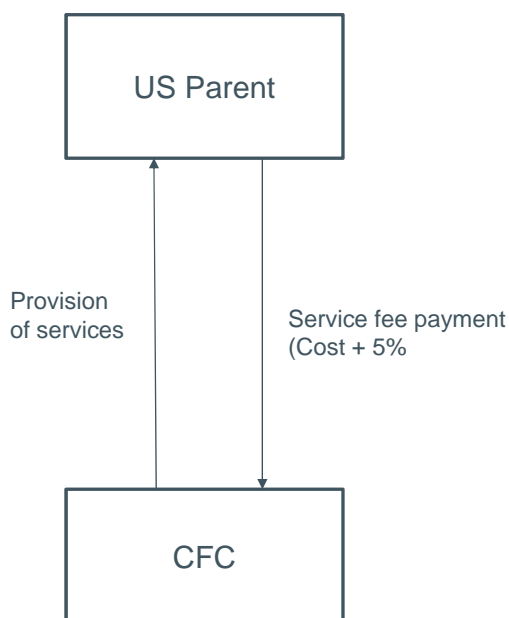 US Parent
Provision
of services
Service fee payment
(Cost + 5%
CFC